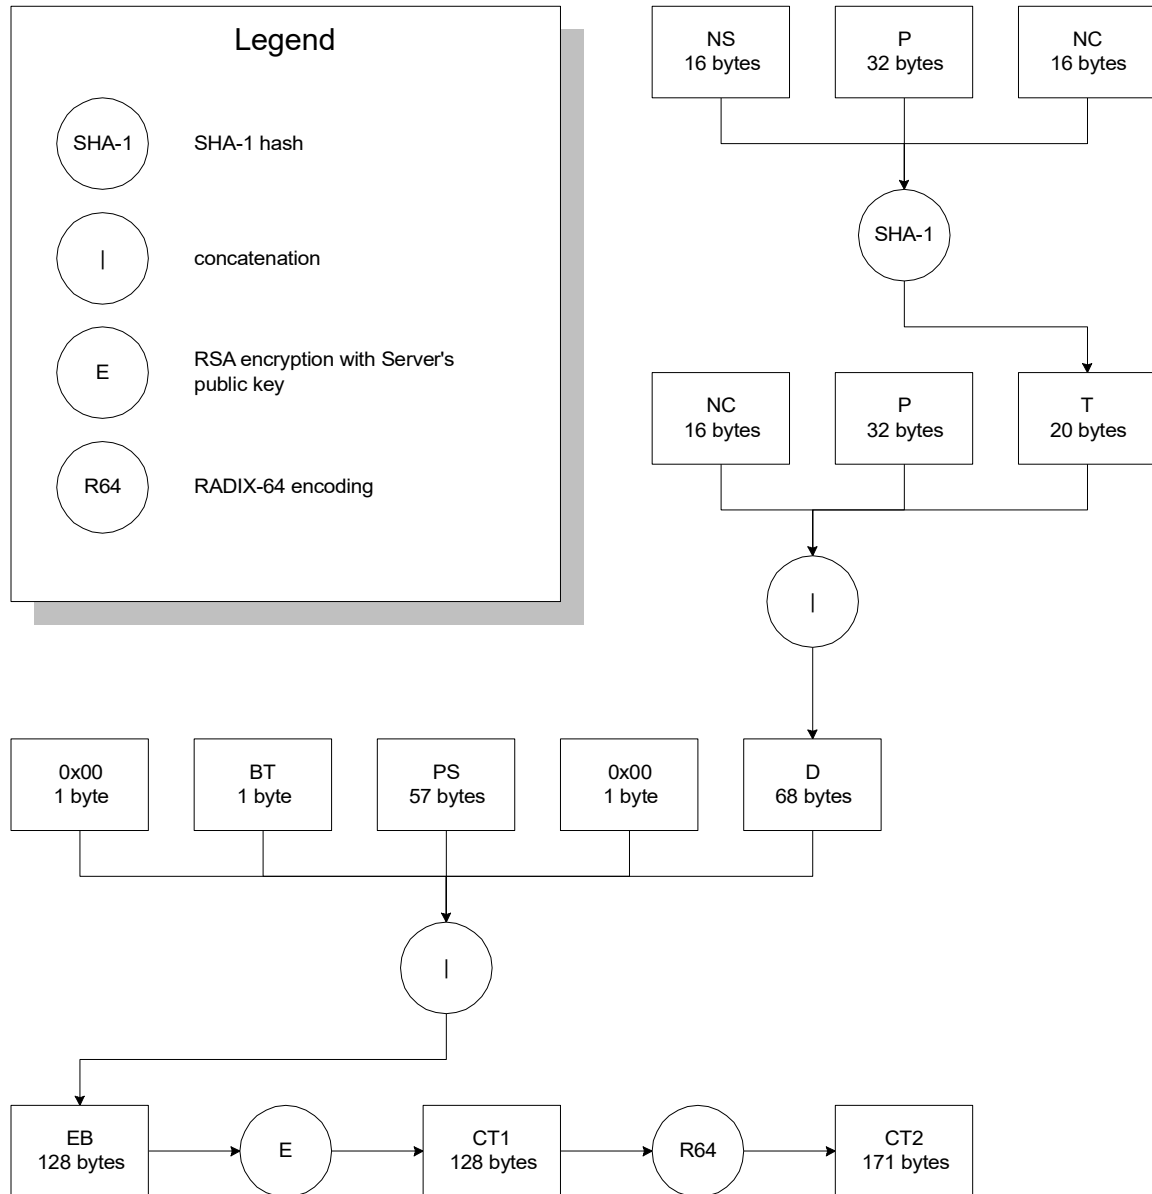 Legend
SHA-1
SHA-1 hash
|
concatenation
E
RSA encryption with Server's
public key
R64
RADIX-64 encoding
NS
16 bytes
P
32 bytes
NC
16 bytes
SHA-1
NC
16 bytes
P
32 bytes
T
20 bytes
|
0x00
1 byte
BT
1 byte
PS
57 bytes
0x00
1 byte
D
68 bytes
|
EB
128 bytes
E
CT1
128 bytes
R64
CT2
171 bytes